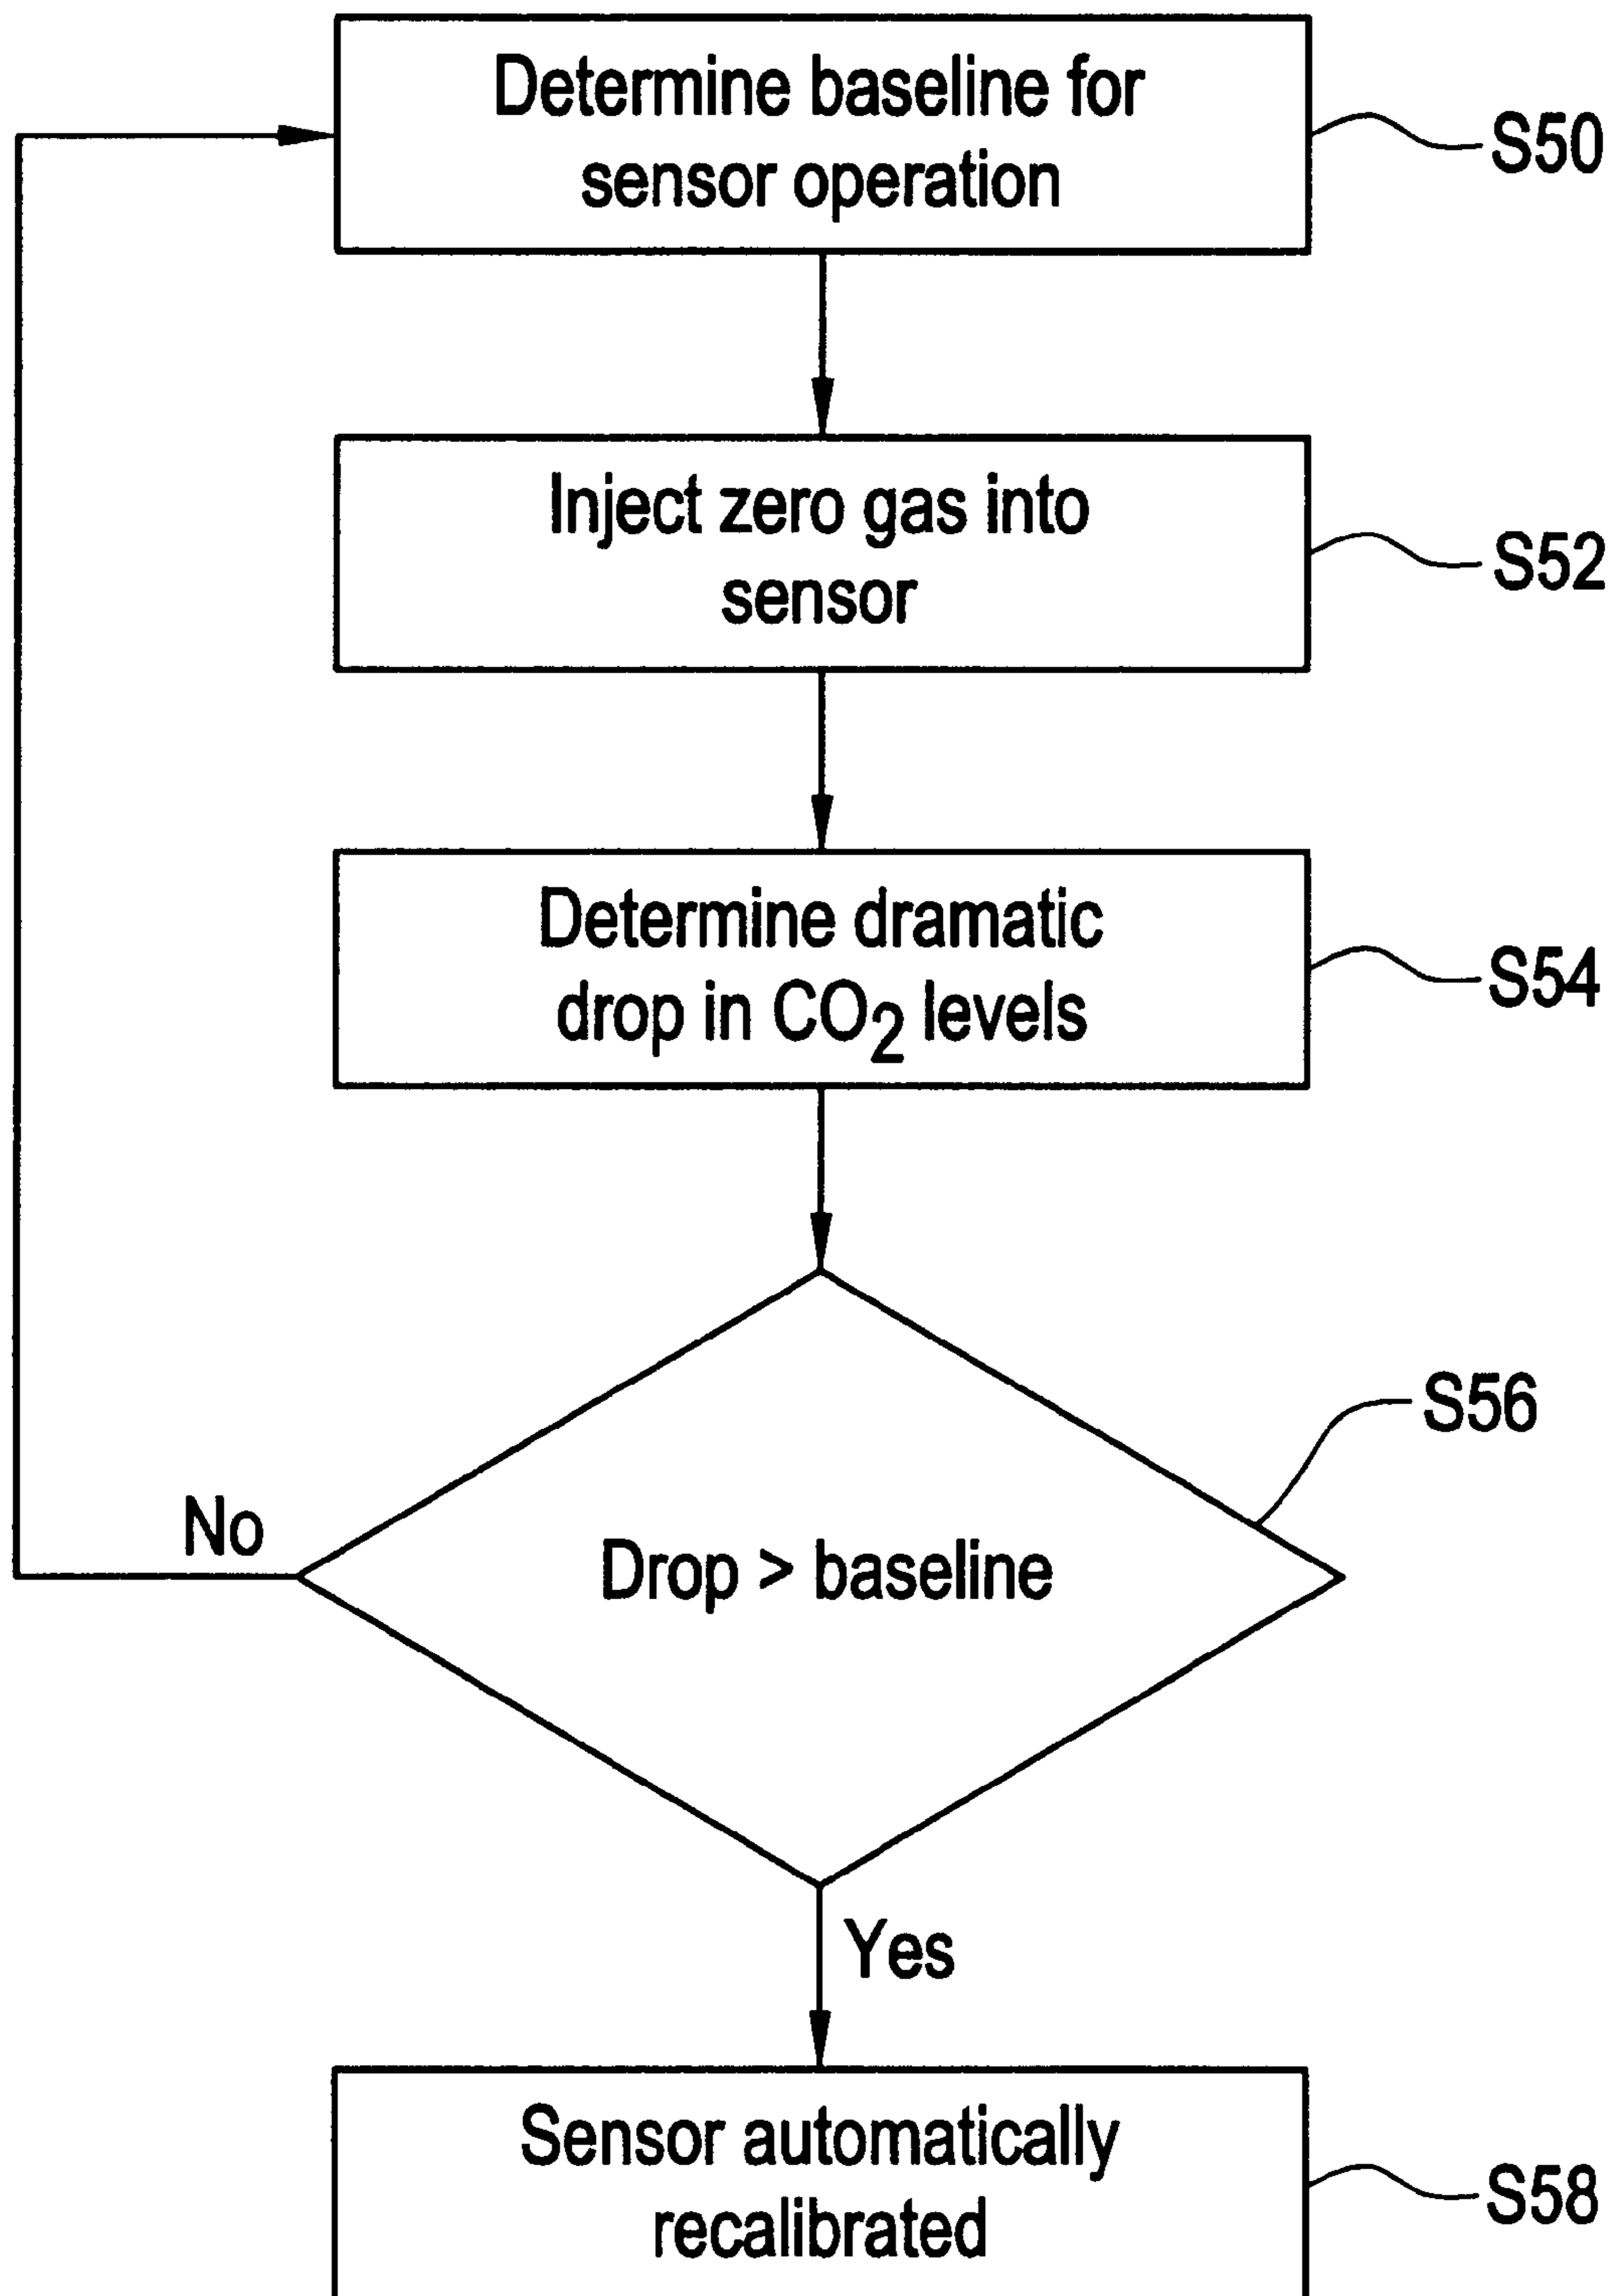 Determine baseline for
sensor operation
S50
Inject zero gas into
sensor
S52
Determine dramatic
drop in CO₂ levels
S54
S56
No
Drop > baseline
Yes
Sensor automatically
recalibrated
S58